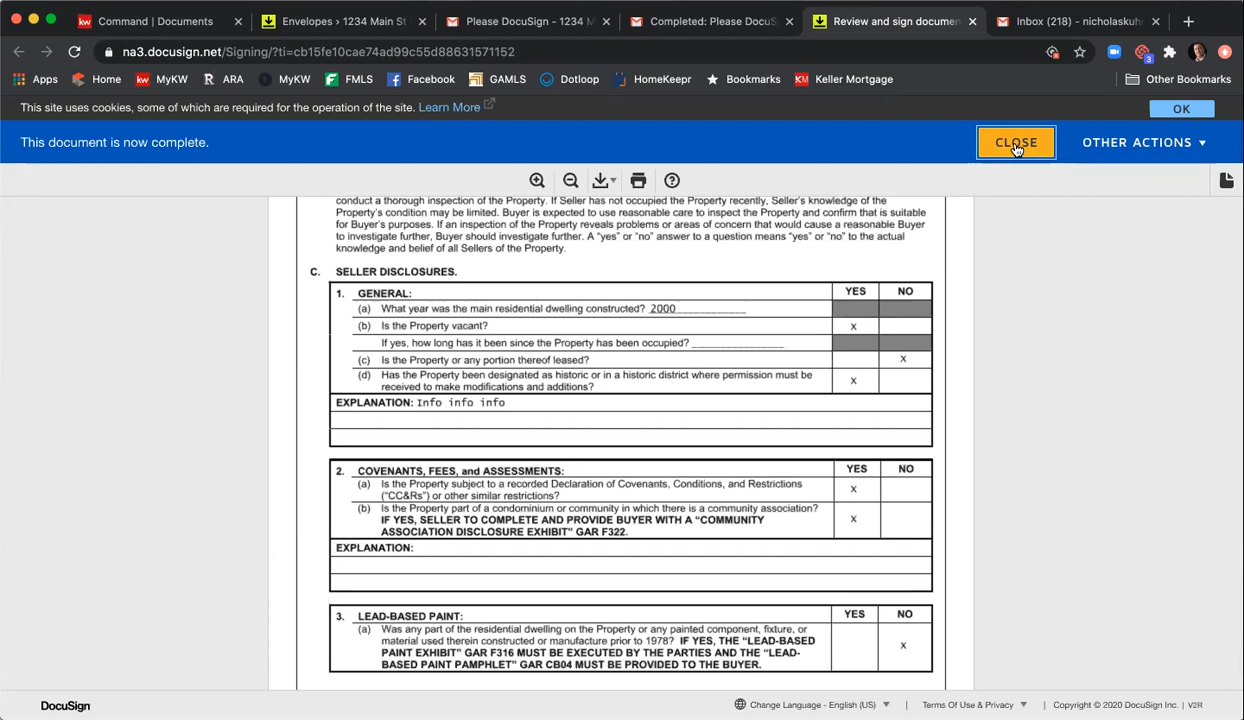 Command | Documents
Envelopes › 1234 Main St
Please DocuSign - 1234 M
Completed: Please DocuS
Review and sign documen
Inbox (218) - nicholaskuhr
na3.docusign.net/Signing/?ti=cb15fe10cae74ad99c55d88631571152
3
Apps
Home
kw MyKW
R ARA
MyKW
FMLS
Facebook
GAMLS
Dotloop
HomeKeepr
Bookmarks
KM Keller Mortgage
Other Bookmarks
This site uses cookies, some of which are required for the operation of the site. Learn More
OK
This document is now complete.
CLOSE
OTHER ACTIONS
conduct a thorough inspection of the Property. If Seller has not occupied the Property recently, Seller's knowledge of the
Property's condition may be limited. Buyer is expected to use reasonable care to inspect the Property and confirm that is suitable
for Buyer's purposes. If an inspection of the Property reveals problems or areas of concern that would cause a reasonable Buyer
to investigate further, Buyer should investigate further. A "yes" or "no" answer to a question means "yes" or "no" to the actual
knowledge and belief of all Sellers of the Property.
C. SELLER DISCLOSURES.
1. GENERAL: YES NO
(a) What year was the main residential dwelling constructed? 2000
(b) Is the Property vacant? x
If yes, how long has it been since the Property has been occupied?
(c) Is the Property or any portion thereof leased? x
(d) Has the Property been designated as historic or in a historic district where permission must be
received to make modifications and additions? x
EXPLANATION: Info info info
2. COVENANTS, FEES, and ASSESSMENTS: YES NO
(a) Is the Property subject to a recorded Declaration of Covenants, Conditions, and Restrictions
("CC&Rs") or other similar restrictions? x
(b) Is the Property part of a condominium or community in which there is a community association?
IF YES, SELLER TO COMPLETE AND PROVIDE BUYER WITH A "COMMUNITY x
ASSOCIATION DISCLOSURE EXHIBIT" GAR F322.
EXPLANATION:
3. LEAD-BASED PAINT: YES NO
(a) Was any part of the residential dwelling on the Property or any painted component, fixture, or
material used therein constructed or manufacture prior to 1978? IF YES, THE "LEAD-
BASED PAINT EXHIBIT" GAR F316 MUST BE EXECUTED BY THE PARTIES AND THE "LEAD- x
BASED PAINT PAMPHLET" GAR CB04 MUST BE PROVIDED TO THE BUYER.
DocuSign
Change Language - English (US) | Terms Of Use & Privacy | Copyright © 2020 DocuSign Inc. | V2R